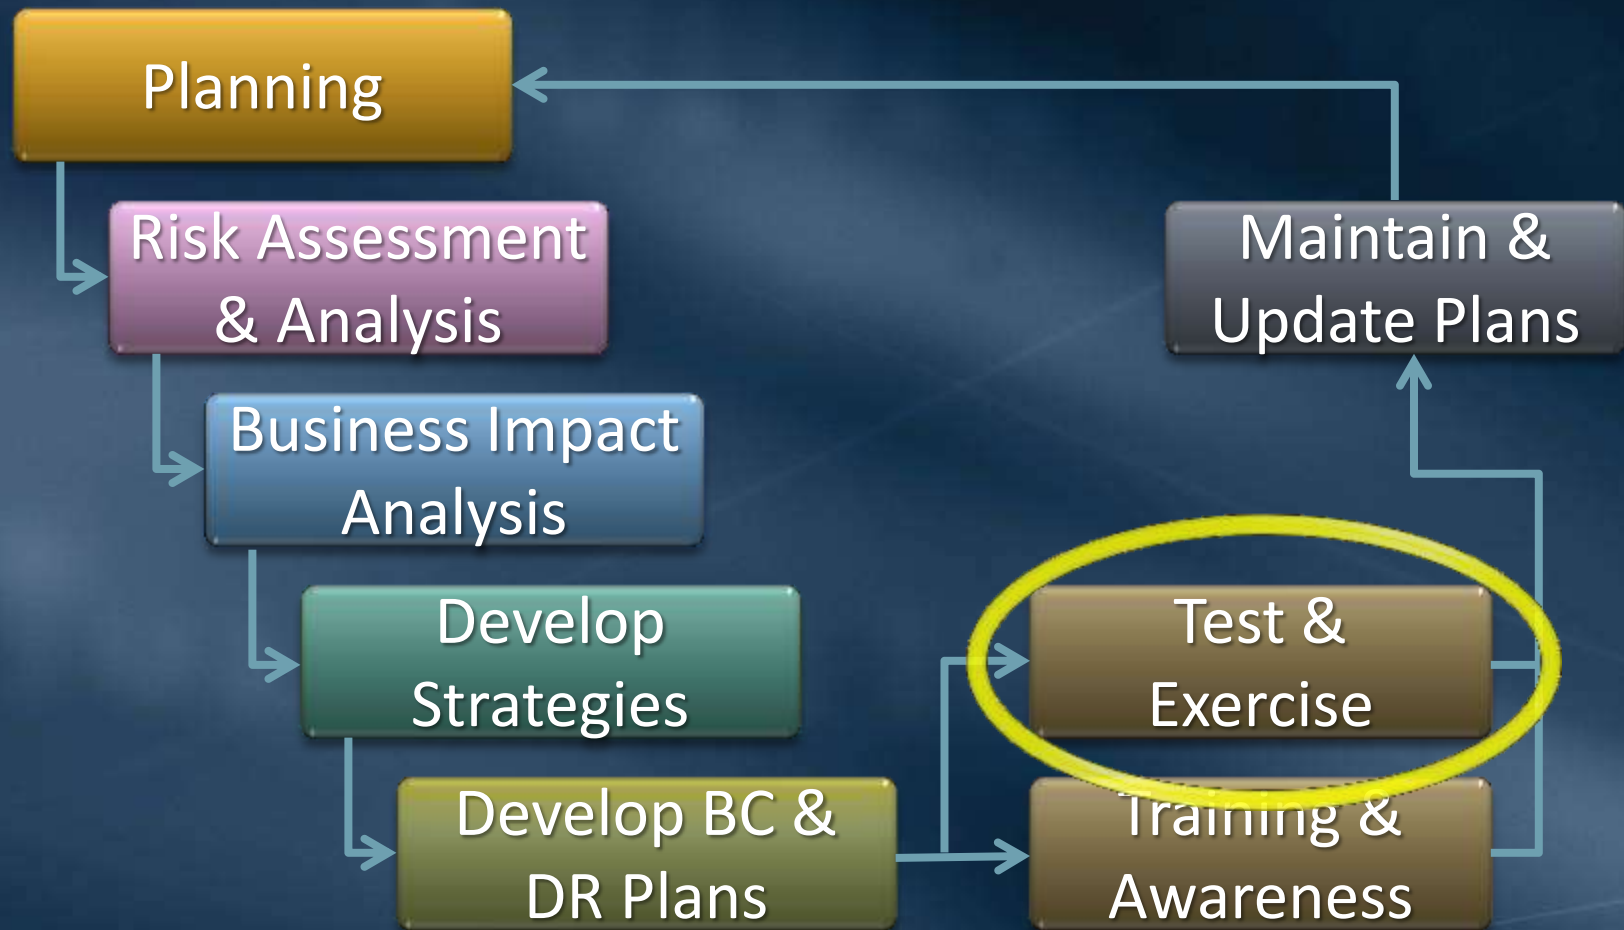 Planning
Risk Assessment
& Analysis
Maintain &
Update Plans
Business Impact
Analysis
Develop
Strategies
Test &
Exercise
Develop BC &
DR Plans
Training &
Awareness